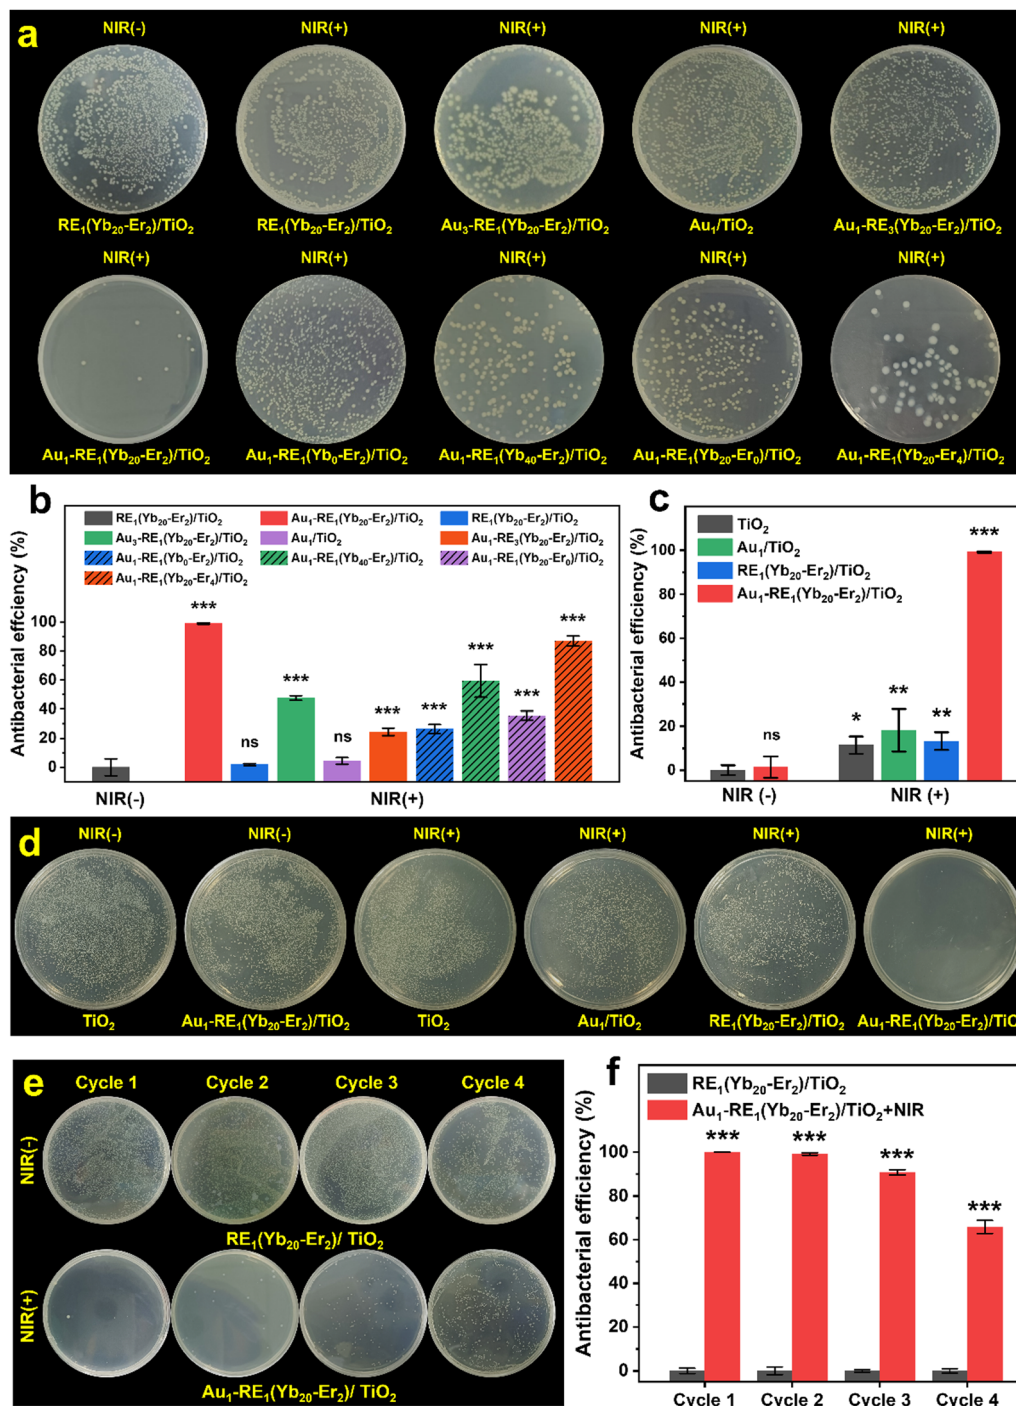 a
NIR(-) NIR(+) NIR(+) NIR(+) NIR(+)
RE₁(Yb₂₀-Er₂)/TiO₂ RE₁(Yb₂₀-Er₂)/TiO₂ Au₃-RE₁(Yb₂₀-Er₂)/TiO₂ Au₁/TiO₂ Au₁-RE₃(Yb₂₀-Er₂)/TiO₂
NIR(+) NIR(+) NIR(+) NIR(+) NIR(+)
Au₁-RE₁(Yb₂₀-Er₂)/TiO₂ Au₁-RE₁(Yb₀-Er₂)/TiO₂ Au₁-RE₁(Yb₄₀-Er₂)/TiO₂ Au₁-RE₁(Yb₂₀-Er₀)/TiO₂ Au₁-RE₁(Yb₂₀-Er₄)/TiO₂
b
RE₁(Yb₂₀-Er₂)/TiO₂ Au₁-RE₁(Yb₂₀-Er₂)/TiO₂ RE₁(Yb₂₀-Er₂)/TiO₂
Au₃-RE₁(Yb₂₀-Er₂)/TiO₂ Au₁/TiO₂ Au₁-RE₃(Yb₂₀-Er₂)/TiO₂
Au₁-RE₁(Yb₀-Er₂)/TiO₂ Au₁-RE₁(Yb₄₀-Er₂)/TiO₂ Au₁-RE₁(Yb₂₀-Er₀)/TiO₂
Au₁-RE₁(Yb₂₀-Er₄)/TiO₂
Antibacterial effciency (%)
100
80
60
40
20
0
*** ns *** ns *** *** *** *** ***
NIR(-) NIR(+)
c
TiO₂
Au₁/TiO₂
RE₁(Yb₂₀-Er₂)/TiO₂
Au₁-RE₁(Yb₂₀-Er₂)/TiO₂
Antibacterial efficiency (%)
100
80
60
40
20
0
ns * ** ** ***
NIR (-) NIR (+)
d
NIR(-) NIR(-) NIR(+) NIR(+) NIR(+) NIR(+)
TiO₂ Au₁-RE₁(Yb₂₀-Er₂)/TiO₂ TiO₂ Au₁/TiO₂ RE₁(Yb₂₀-Er₂)/TiO₂ Au₁-RE₁(Yb₂₀-Er₂)/TiO
e
Cycle 1 Cycle 2 Cycle 3 Cycle 4
NIR(-)
RE₁(Yb₂₀-Er₂)/ TiO₂
NIR(+)
Au₁-RE₁(Yb₂₀-Er₂)/ TiO₂
f
RE₁(Yb₂₀-Er₂)/TiO₂
Au₁-RE₁(Yb₂₀-Er₂)/TiO₂+NIR
Antibacterial efficiency (%)
100
80
60
40
20
0
*** *** *** ***
Cycle 1 Cycle 2 Cycle 3 Cycle 4